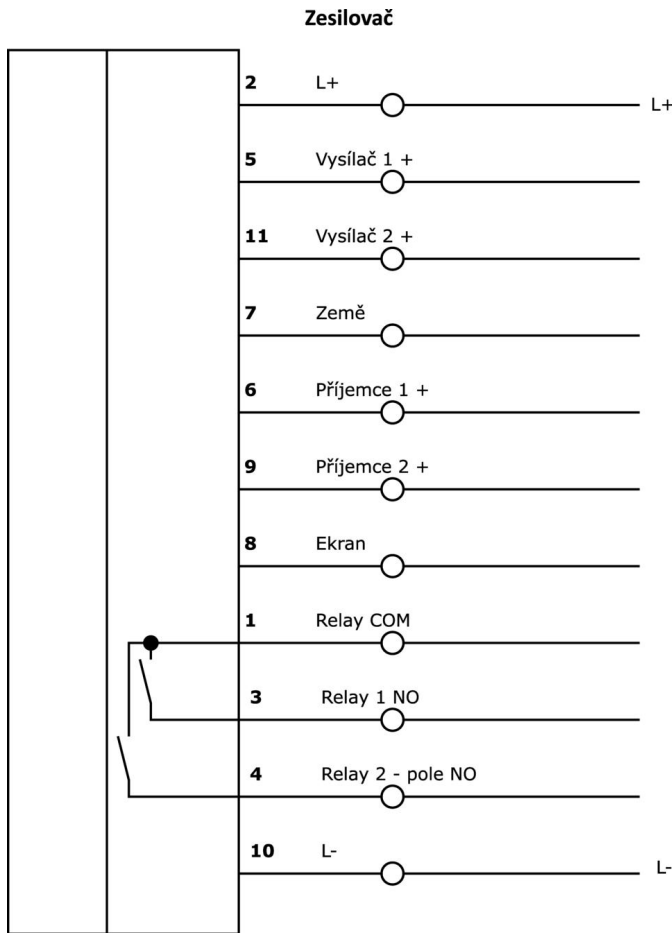 Zesilovač
2 L+
L+
5 Vysílač 1 +
11 Vysílač 2 +
7 Země
6 Příjemce 1 +
9 Příjemce 2 +
8 Ekran
1 Relay COM
3 Relay 1 NO
4 Relay 2 - pole NO
10 L-
L-